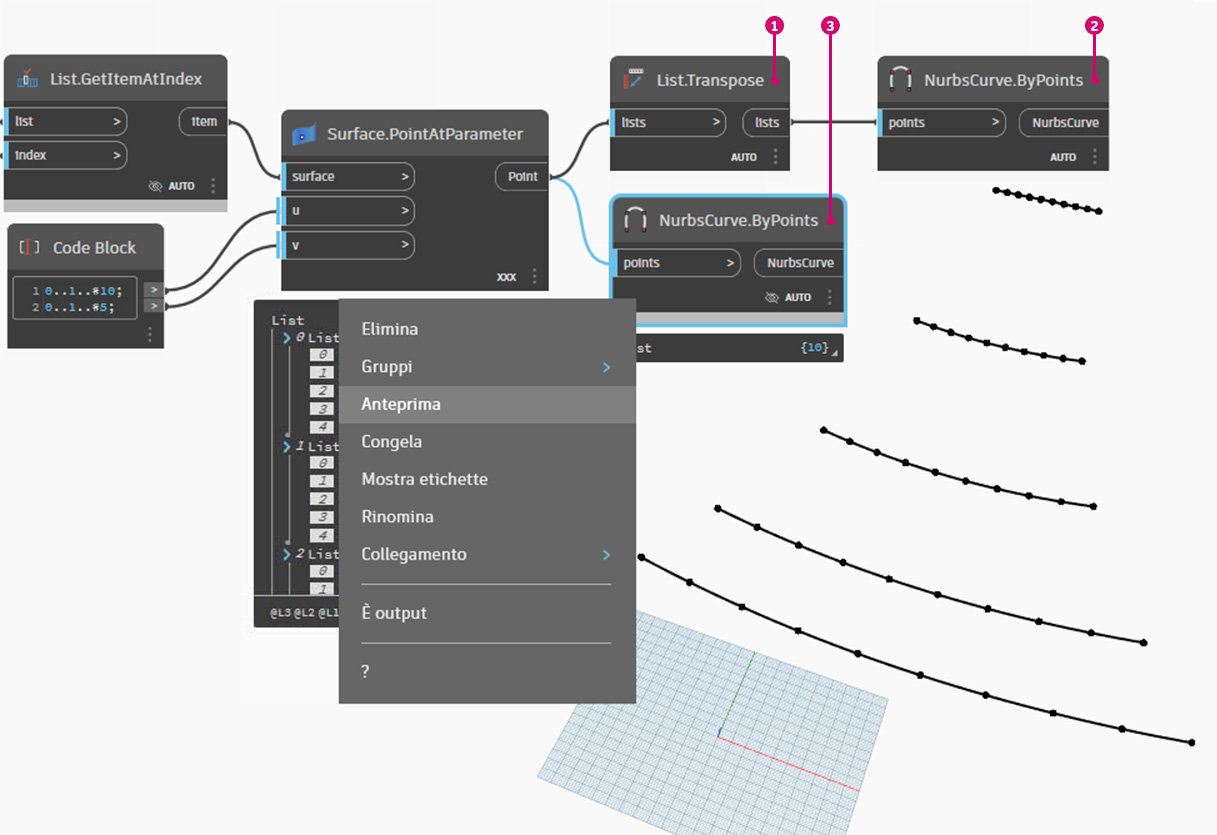 1
3
2
List.GetItemAtIndex
list >
Item
index >
AUTO
Code Block
1 0..1..#10; >
2 0..1..#5; >
Surface.PointAtParameter
surface >
Point
u >
v >
XXX
List.Transpose
lists >
lists
AUTO
NurbsCurve.ByPoints
points >
NurbsCurve
AUTO
NurbsCurve.ByPoints
points >
NurbsCurve
AUTO
st {10}
List
0 List
0
1
2
3
4
1 List
0
1
2
3
4
2 List
0
1
@L3 @L2 @L1
Elimina
Gruppi >
Anteprima
Congela
Mostra etichette
Rinomina
Collegamento >
È output
?